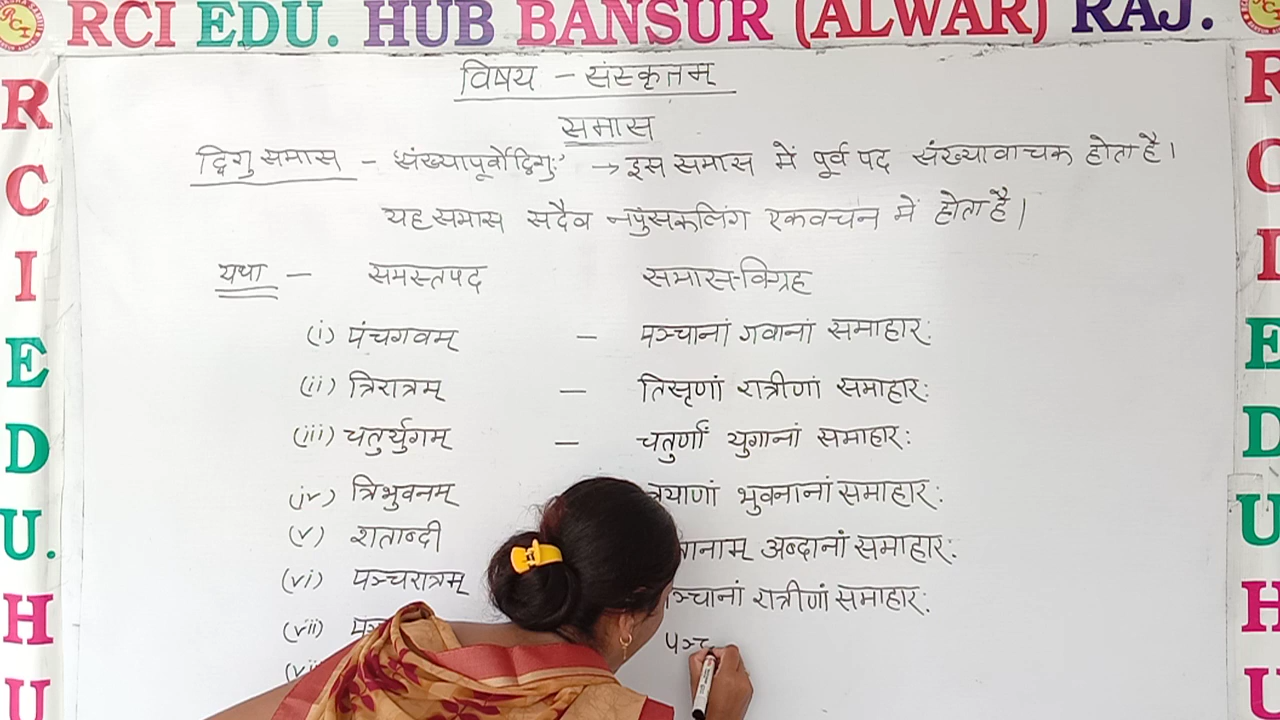 RCI EDU. HUB BANSUR (ALWAR) RAJ.
विषय - संस्कृतम्
समास
द्विगु समास - 'संख्यापूर्वोद्विगुः' → इस समास में पूर्व पद संख्यावाचक होता है।
यह समास सदैव नपुंसकलिंग एकवचन में होता है।
यथा - समस्तपद समास-विग्रह
(i) पंचगवम् - पञ्चानां गवानां समाहारः
(ii) त्रिरात्रम् - तिसृणां रात्रीणां समाहारः
(iii) चतुर्युगम् - चतुर्णां युगानां समाहारः
(iv) त्रिभुवनम् त्रयाणां भुवनानां समाहारः
(v) शताब्दी अब्दानां समाहारः
(vi) पञ्चरात्रम् पञ्चानां रात्रीणां समाहारः
(vii) पञ्च
R C I E D U. H U
R C I E D U H U